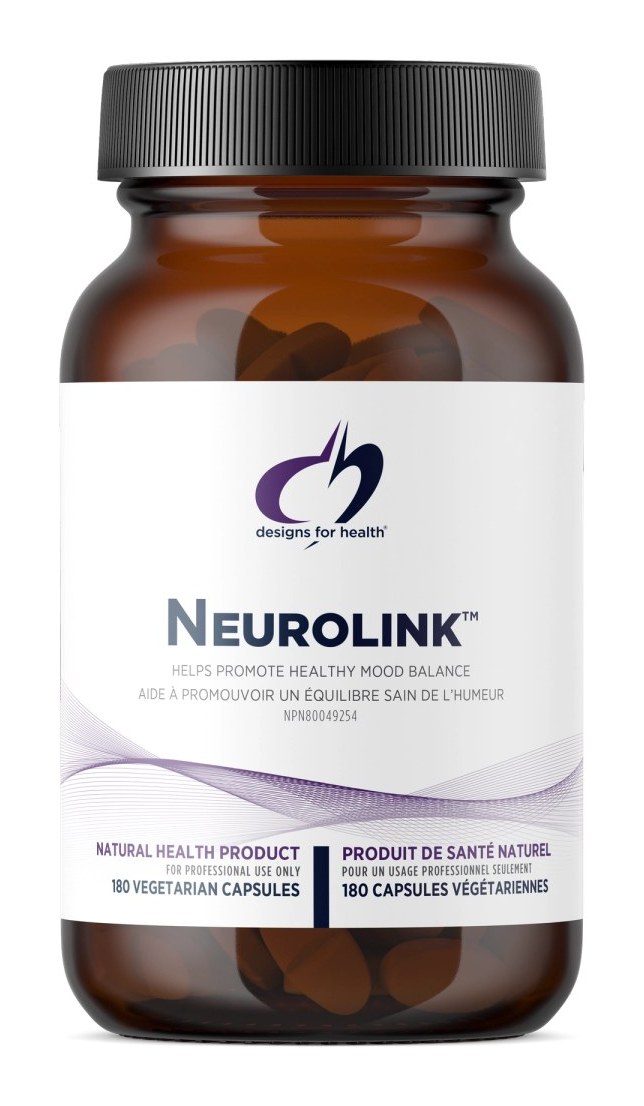 designs for health®
NEUROLINK™
HELPS PROMOTE HEALTHY MOOD BALANCE
AIDE À PROMOUVOIR UN ÉQUILIBRE SAIN DE L'HUMEUR
NPN80049254
NATURAL HEALTH PRODUCT
FOR PROFESSIONAL USE ONLY
180 VEGETARIAN CAPSULES
PRODUIT DE SANTÉ NATUREL
POUR UN USAGE PROFESSIONNEL SEULEMENT
180 CAPSULES VÉGÉTARIENNES